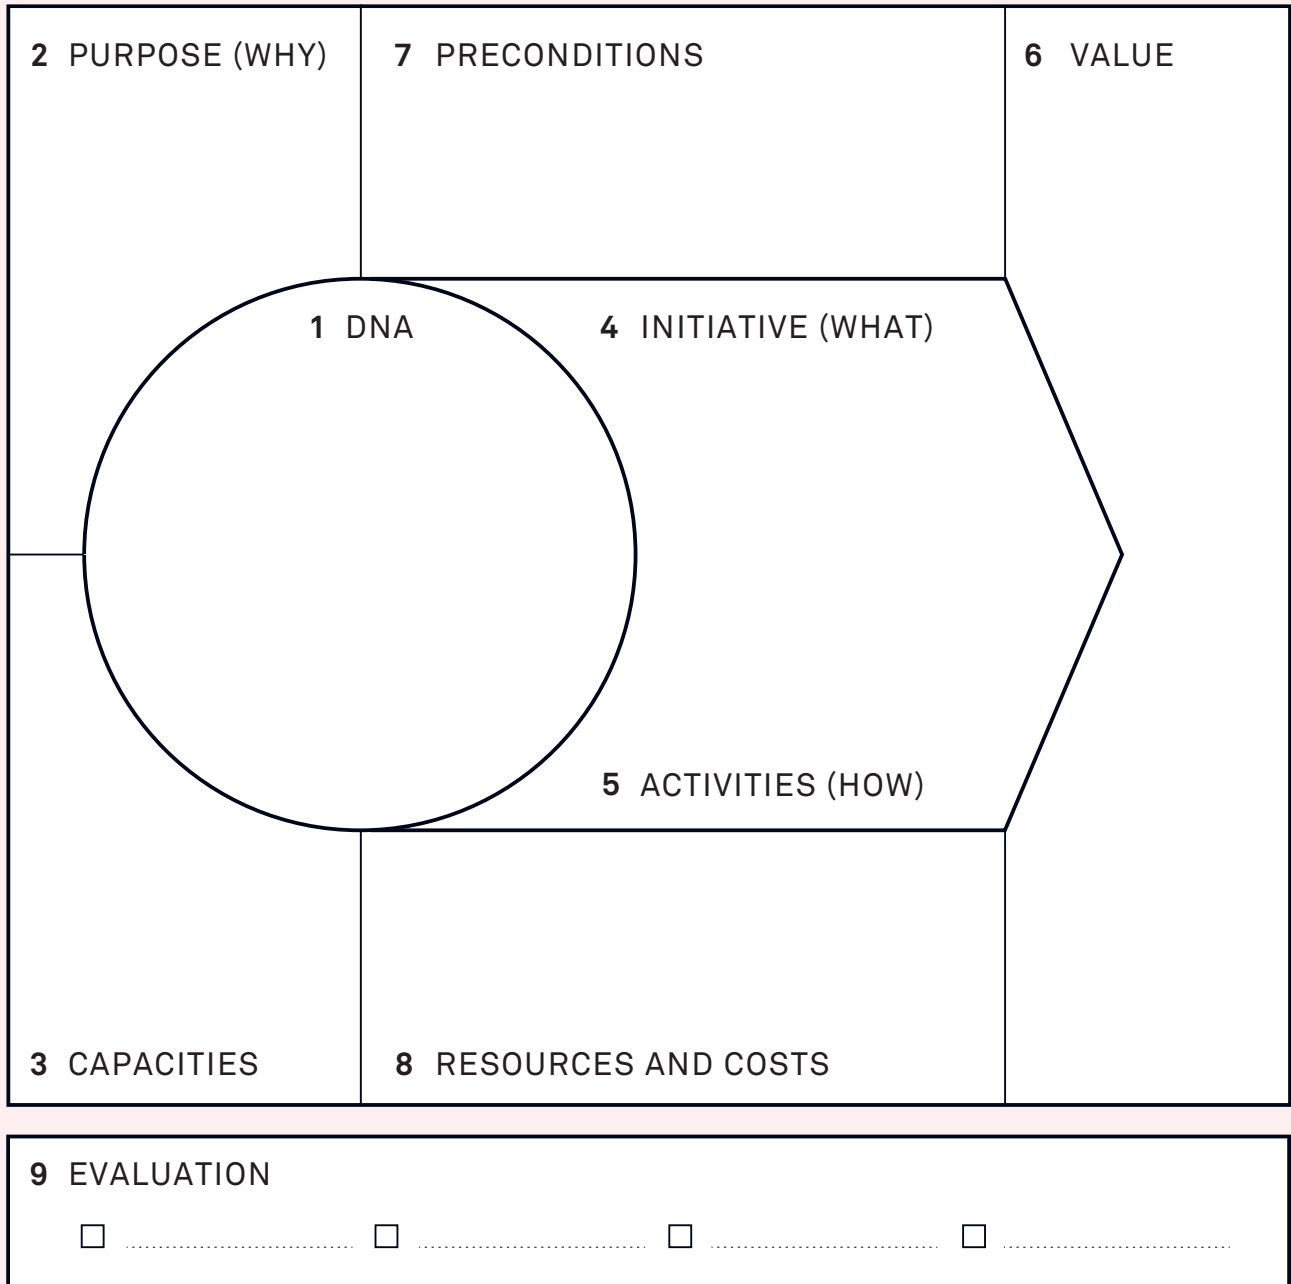 2 PURPOSE (WHY)
7 PRECONDITIONS
6 VALUE
1 DNA
4 INITIATIVE (WHAT)
5 ACTIVITIES (HOW)
3 CAPACITIES
8 RESOURCES AND COSTS
9 EVALUATION